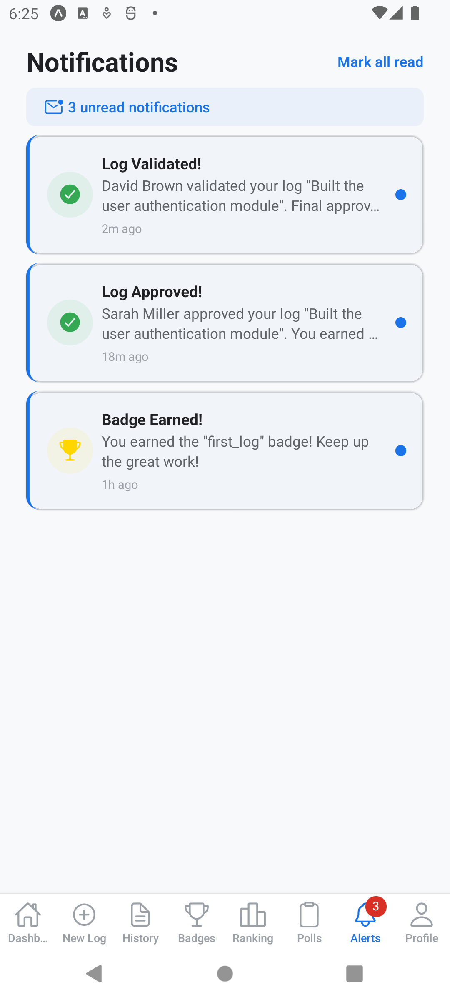 6:25
Notifications
Mark all read
3 unread notifications
Log Validated!
David Brown validated your log "Built the
user authentication module". Final approv...
2m ago
Log Approved!
Sarah Miller approved your log "Built the
user authentication module". You earned ...
18m ago
Badge Earned!
You earned the "first_log" badge! Keep up
the great work!
1h ago
3
Dashb...
New Log
History
Badges
Ranking
Polls
Alerts
Profile